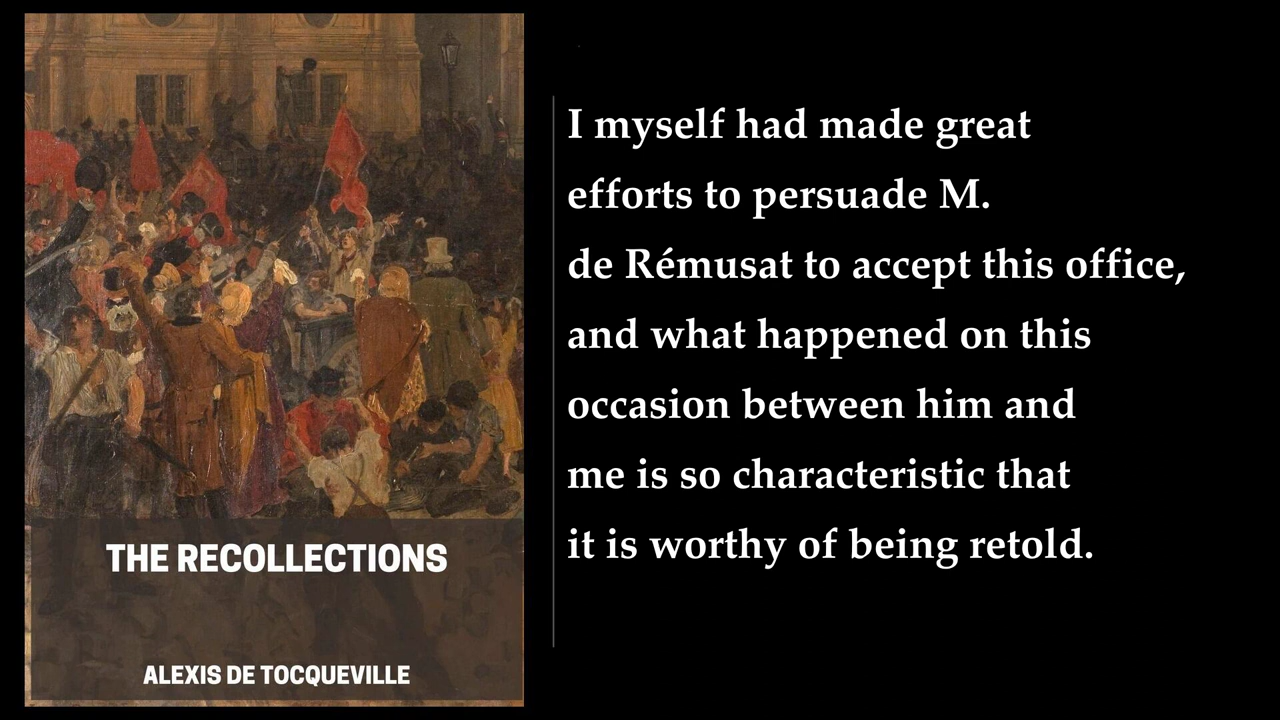 THE RECOLLECTIONS
ALEXIS DE TOCQUEVILLE
I myself had made great
efforts to persuade M.
de Rémusat to accept this office,
and what happened on this
occasion between him and
me is so characteristic that
it is worthy of being retold.